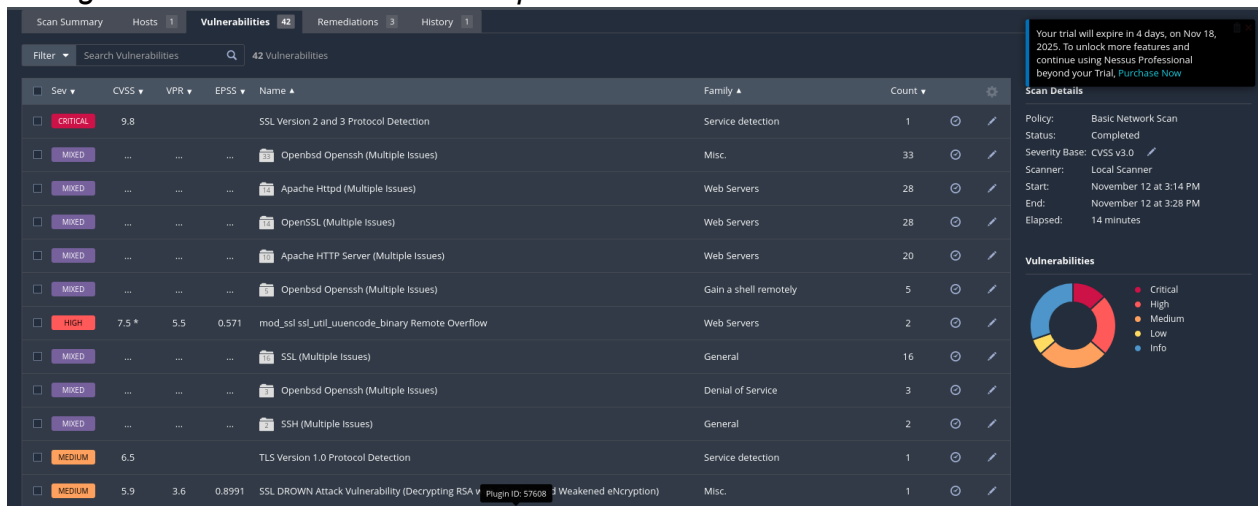 Scan Summary Hosts 1 Vulnerabilities 42 Remediations 3 History 1
Filter Search Vulnerabilities 42 Vulnerabilities
Your trial will expire in 4 days, on Nov 18,
2025. To unlock more features and
continue using Nessus Professional
beyond your Trial, Purchase Now
Sev CVSS VPR EPSS Name Family Count
CRITICAL 9.8 SSL Version 2 and 3 Protocol Detection Service detection 1
MIXED ... ... ... 33 Openbsd Openssh (Multiple Issues) Misc. 33
MIXED ... ... ... 14 Apache Httpd (Multiple Issues) Web Servers 28
MIXED ... ... ... 14 OpenSSL (Multiple Issues) Web Servers 28
MIXED ... ... ... 10 Apache HTTP Server (Multiple Issues) Web Servers 20
MIXED ... ... ... 5 Openbsd Openssh (Multiple Issues) Gain a shell remotely 5
HIGH 7.5 * 5.5 0.571 mod_ssl ssl_util_uuencode_binary Remote Overflow Web Servers 2
MIXED ... ... ... 16 SSL (Multiple Issues) General 16
MIXED ... ... ... 3 Openbsd Openssh (Multiple Issues) Denial of Service 3
MIXED ... ... ... 2 SSH (Multiple Issues) General 2
MEDIUM 6.5 TLS Version 1.0 Protocol Detection Service detection 1
MEDIUM 5.9 3.6 0.8991 SSL DROWN Attack Vulnerability (Decrypting RSA Weakened eNcryption) Misc. 1
Plugin ID: 57608
Scan Details
Policy: Basic Network Scan
Status: Completed
Severity Base: CVSS v3.0
Scanner: Local Scanner
Start: November 12 at 3:14 PM
End: November 12 at 3:28 PM
Elapsed: 14 minutes
Vulnerabilities
Critical
High
Medium
Low
Info